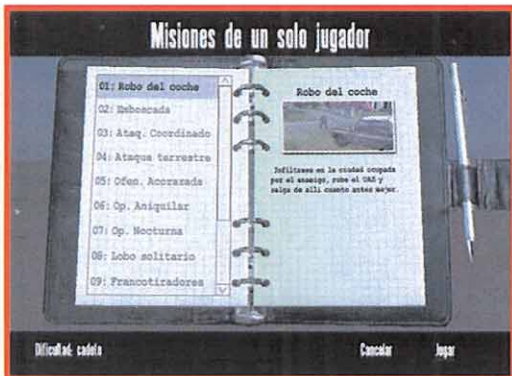 Misiones de un solo jugador
01: Robo del coche
02: Emboscada
03: Ataq. Coordinado
04: Ataque terrestre
05: Ofen. Acorazada
06: Op. Aniquilar
07: Op. Nocturna
08: Lobo solitario
09: Francotiradores
Robo del coche
Infíltrese en la ciudad ocupada
por el enemigo, robe el UAZ y
salga de allí cuanto antes mejor.
Dificultad: cadete
Cancelar
Jugar